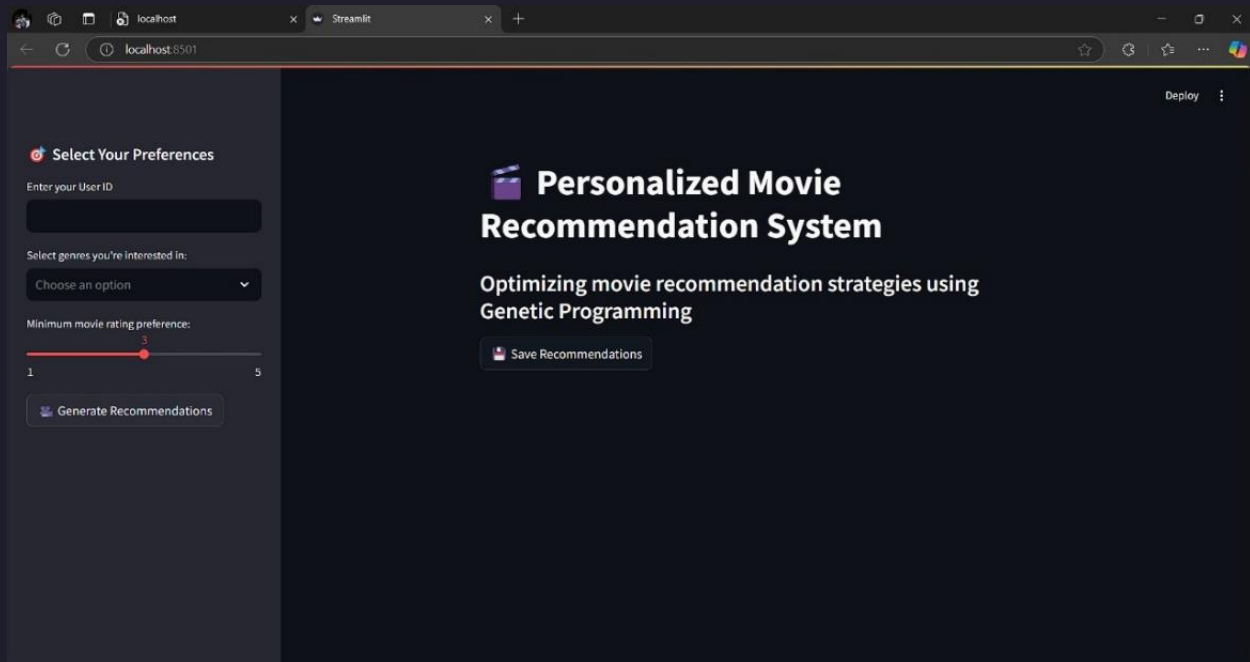 localhost
Streamlit
localhost:8501
Deploy
Select Your Preferences
Enter your User ID
Select genres you're interested in:
Choose an option
Minimum movie rating preference:
3
1 5
Generate Recommendations
Personalized Movie
Recommendation System
Optimizing movie recommendation strategies using
Genetic Programming
Save Recommendations